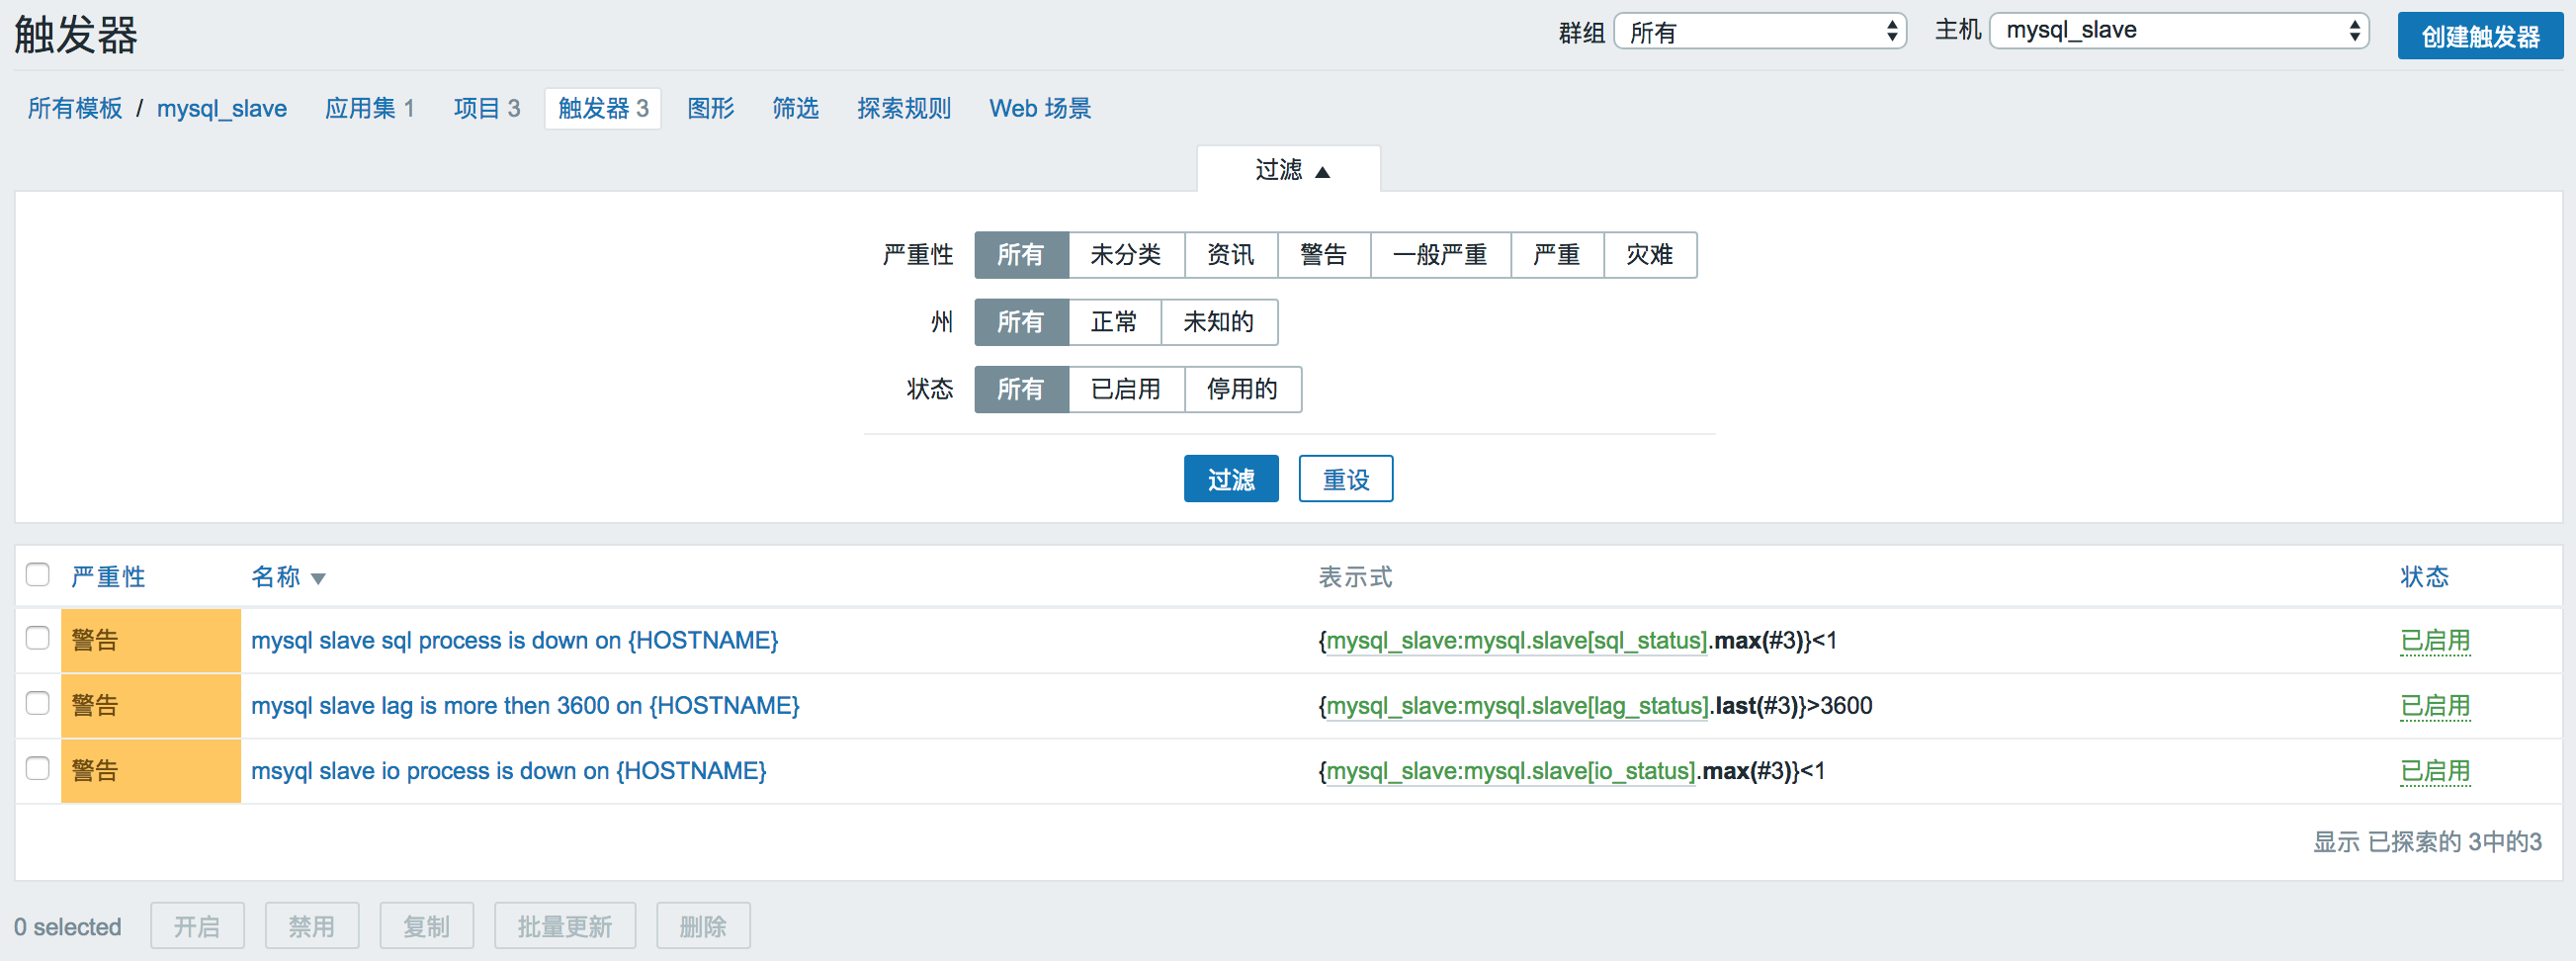 触发器 群组 所有 主机 mysql_slave 创建触发器
所有模板 / mysql_slave 应用集 1 项目 3 触发器 3 图形 筛选 探索规则 Web 场景
过滤 ▲
严重性 所有 未分类 资讯 警告 一般严重 严重 灾难
州 所有 正常 未知的
状态 所有 已启用 停用的
过滤 重设
严重性 名称 ▼ 表示式 状态
警告 mysql slave sql process is down on {HOSTNAME} {mysql_slave:mysql.slave[sql_status].max(#3)}<1 已启用
警告 mysql slave lag is more then 3600 on {HOSTNAME} {mysql_slave:mysql.slave[lag_status].last(#3)}>3600 已启用
警告 msyql slave io process is down on {HOSTNAME} {mysql_slave:mysql.slave[io_status].max(#3)}<1 已启用
显示 已探索的 3中的3
0 selected 开启 禁用 复制 批量更新 删除